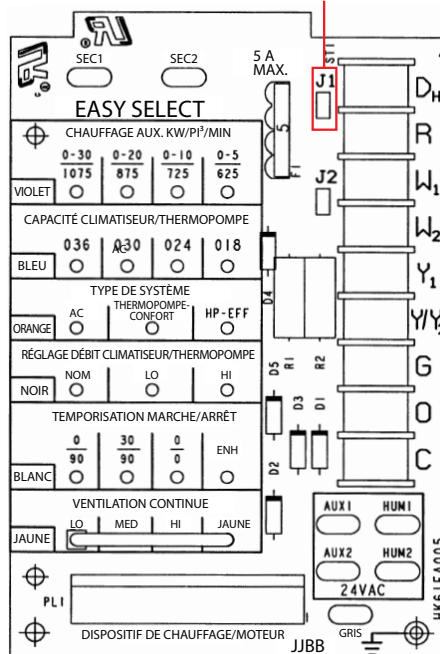 SEC1 SEC2
5 A
MAX.
ST1
J1
EASY SELECT
5
F1
CHAUFFAGE AUX. KW/PI³/MIN
0-30 0-20 0-10 0-5
1075 875 725 625
VIOLET
J2
CAPACITÉ CLIMATISEUR/THERMOPOMPE
036 030 024 018
AC
BLEU
D4
TYPE DE SYSTÈME
AC THERMOPOMPE-CONFORT HP-EFF
ORANGE
RÉGLAGE DÉBIT CLIMATISEUR/THERMOPOMPE
NOM LO HI
NOIR
D5 R1 R2
TEMPORISATION MARCHE/ARRÊT
0 30 0 ENH
90 90 0
BLANC
D3 D1
D2
VENTILATION CONTINUE
LO MED HI JAUNE
JAUNE
DH
R
W1
W2
Y1
Y/Y2
G
O
C
AUX1 HUM1
AUX2 HUM2
24VAC
HK61EA005
PL1
DISPOSITIF DE CHAUFFAGE/MOTEUR
JJBB
GRIS